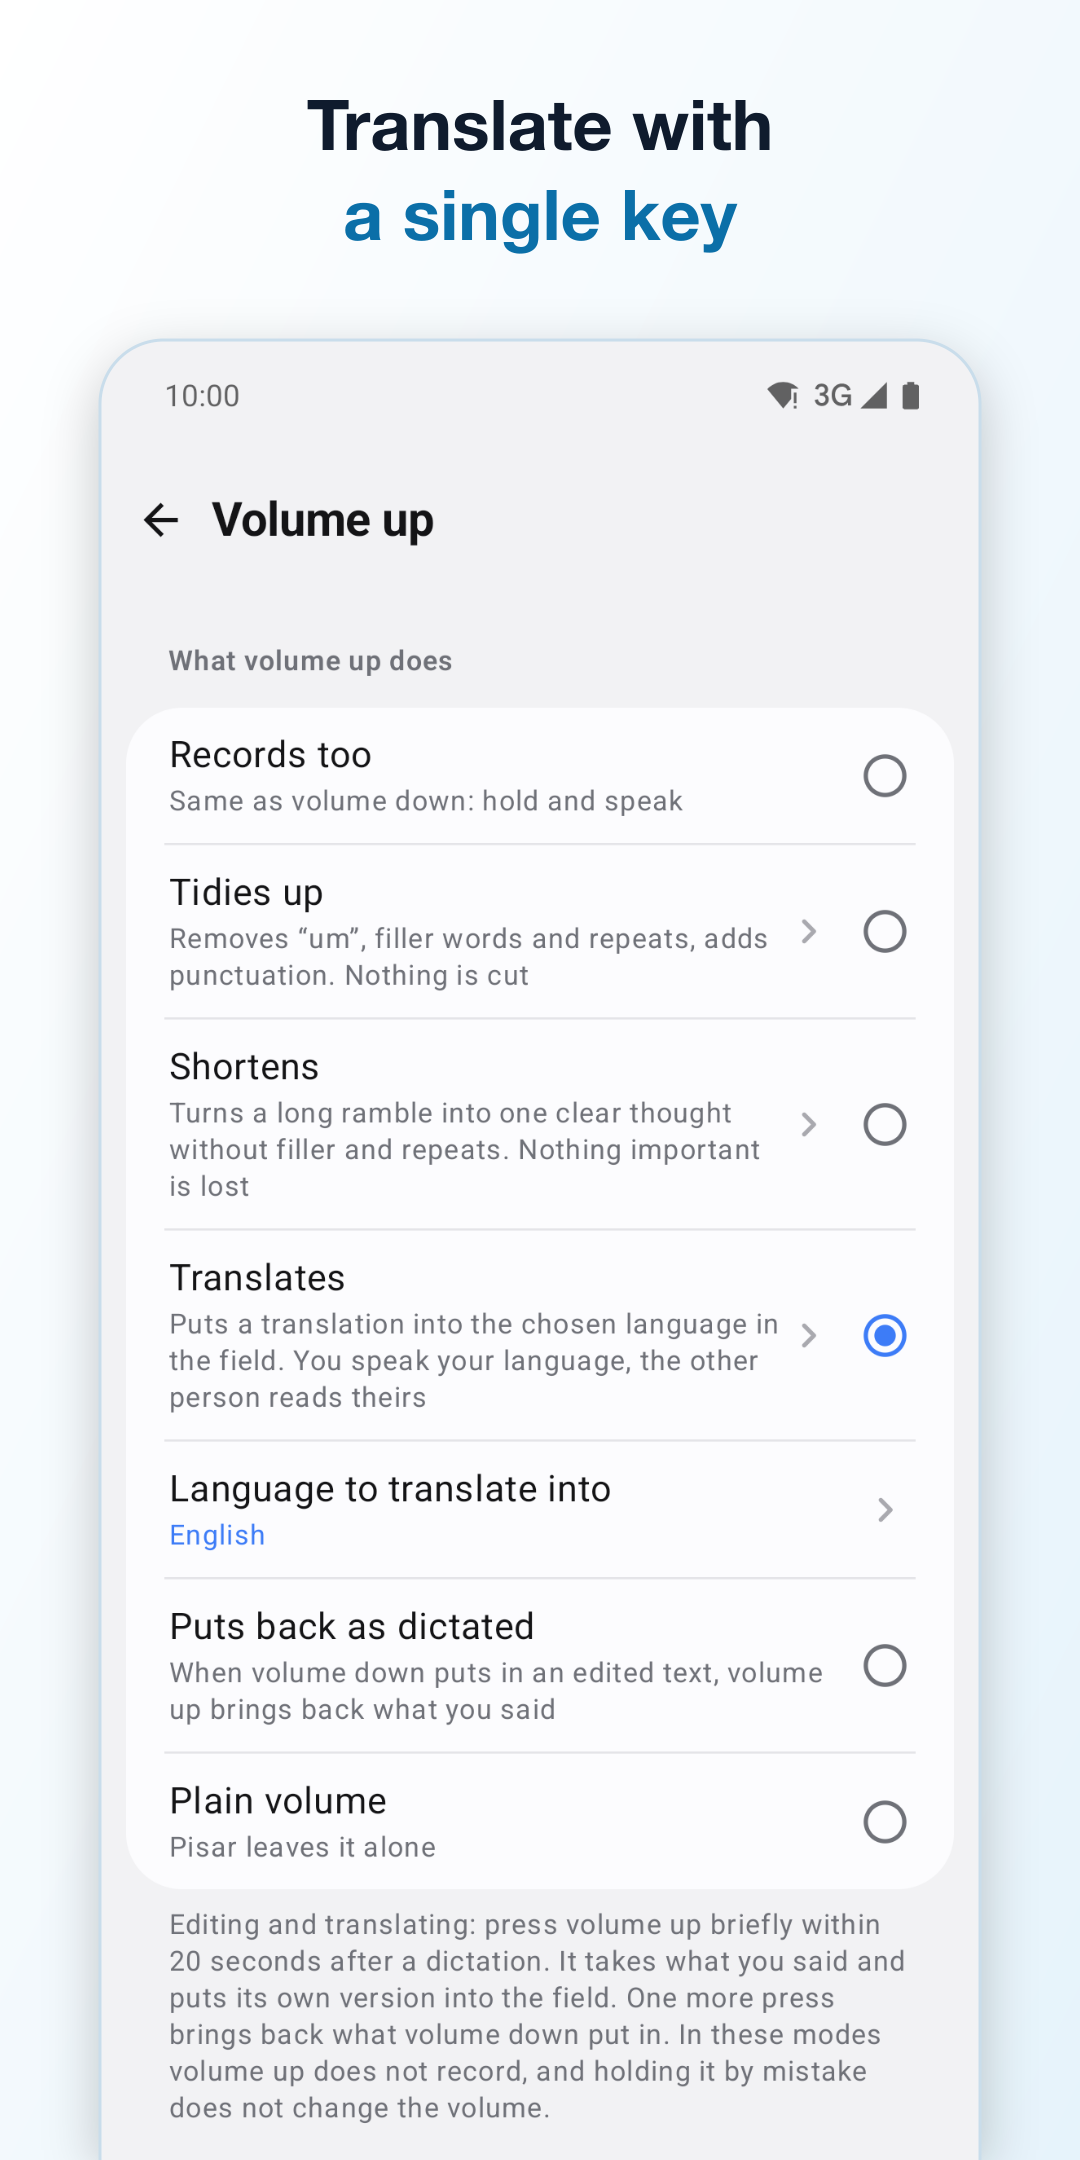 Translate with
a single key
10:00
3G
Volume up
What volume up does
Records too
Same as volume down: hold and speak
Tidies up
Removes “um”, filler words and repeats, adds
punctuation. Nothing is cut
Shortens
Turns a long ramble into one clear thought
without filler and repeats. Nothing important
is lost
Translates
Puts a translation into the chosen language in
the field. You speak your language, the other
person reads theirs
Language to translate into
English
Puts back as dictated
When volume down puts in an edited text, volume
up brings back what you said
Plain volume
Pisar leaves it alone
Editing and translating: press volume up briefly within
20 seconds after a dictation. It takes what you said and
puts its own version into the field. One more press
brings back what volume down put in. In these modes
volume up does not record, and holding it by mistake
does not change the volume.